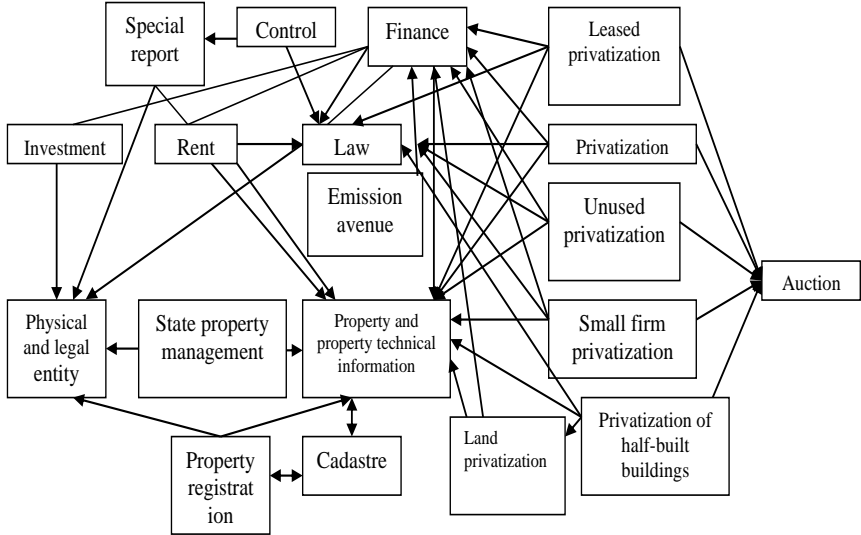 Special
report
Control
Finance
Leased
privatization
Investment
Rent
Law
Privatization
Emission
avenue
Unused
privatization
Auction
Physical
and legal
entity
State property
management
Property and
property technical
information
Small firm
privatization
Property
registrat
ion
Cadastre
Land
privatization
Privatization of
half-built
buildings